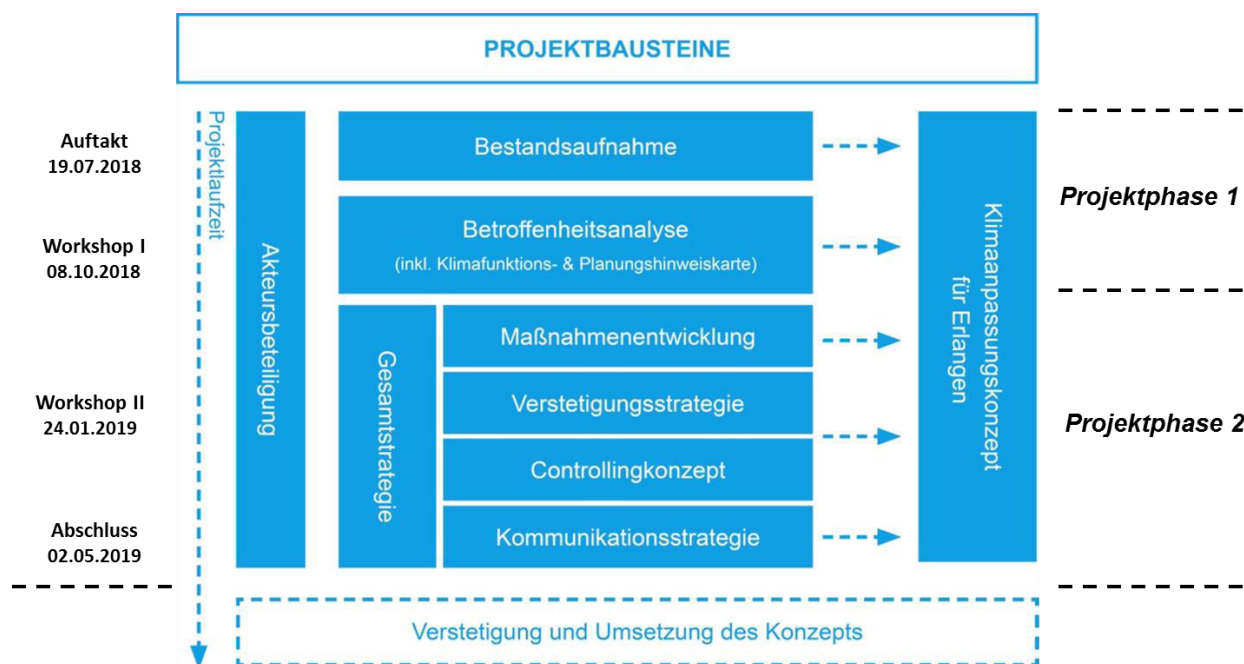 PROJEKTBAUSTEINE
Auftakt
19.07.2018
Workshop I
08.10.2018
Workshop II
24.01.2019
Abschluss
02.05.2019
Projektlaufzeit
Akteursbeteiligung
Bestandsaufnahme
Betroffenheitsanalyse
(inkl. Klimafunktions- & Planungshinweiskarte)
Gesamtstrategie
Maßnahmenentwicklung
Verstetigungsstrategie
Controllingkonzept
Kommunikationsstrategie
Klimaanpassungskonzept
für Erlangen
Projektphase 1
Projektphase 2
Verstetigung und Umsetzung des Konzepts